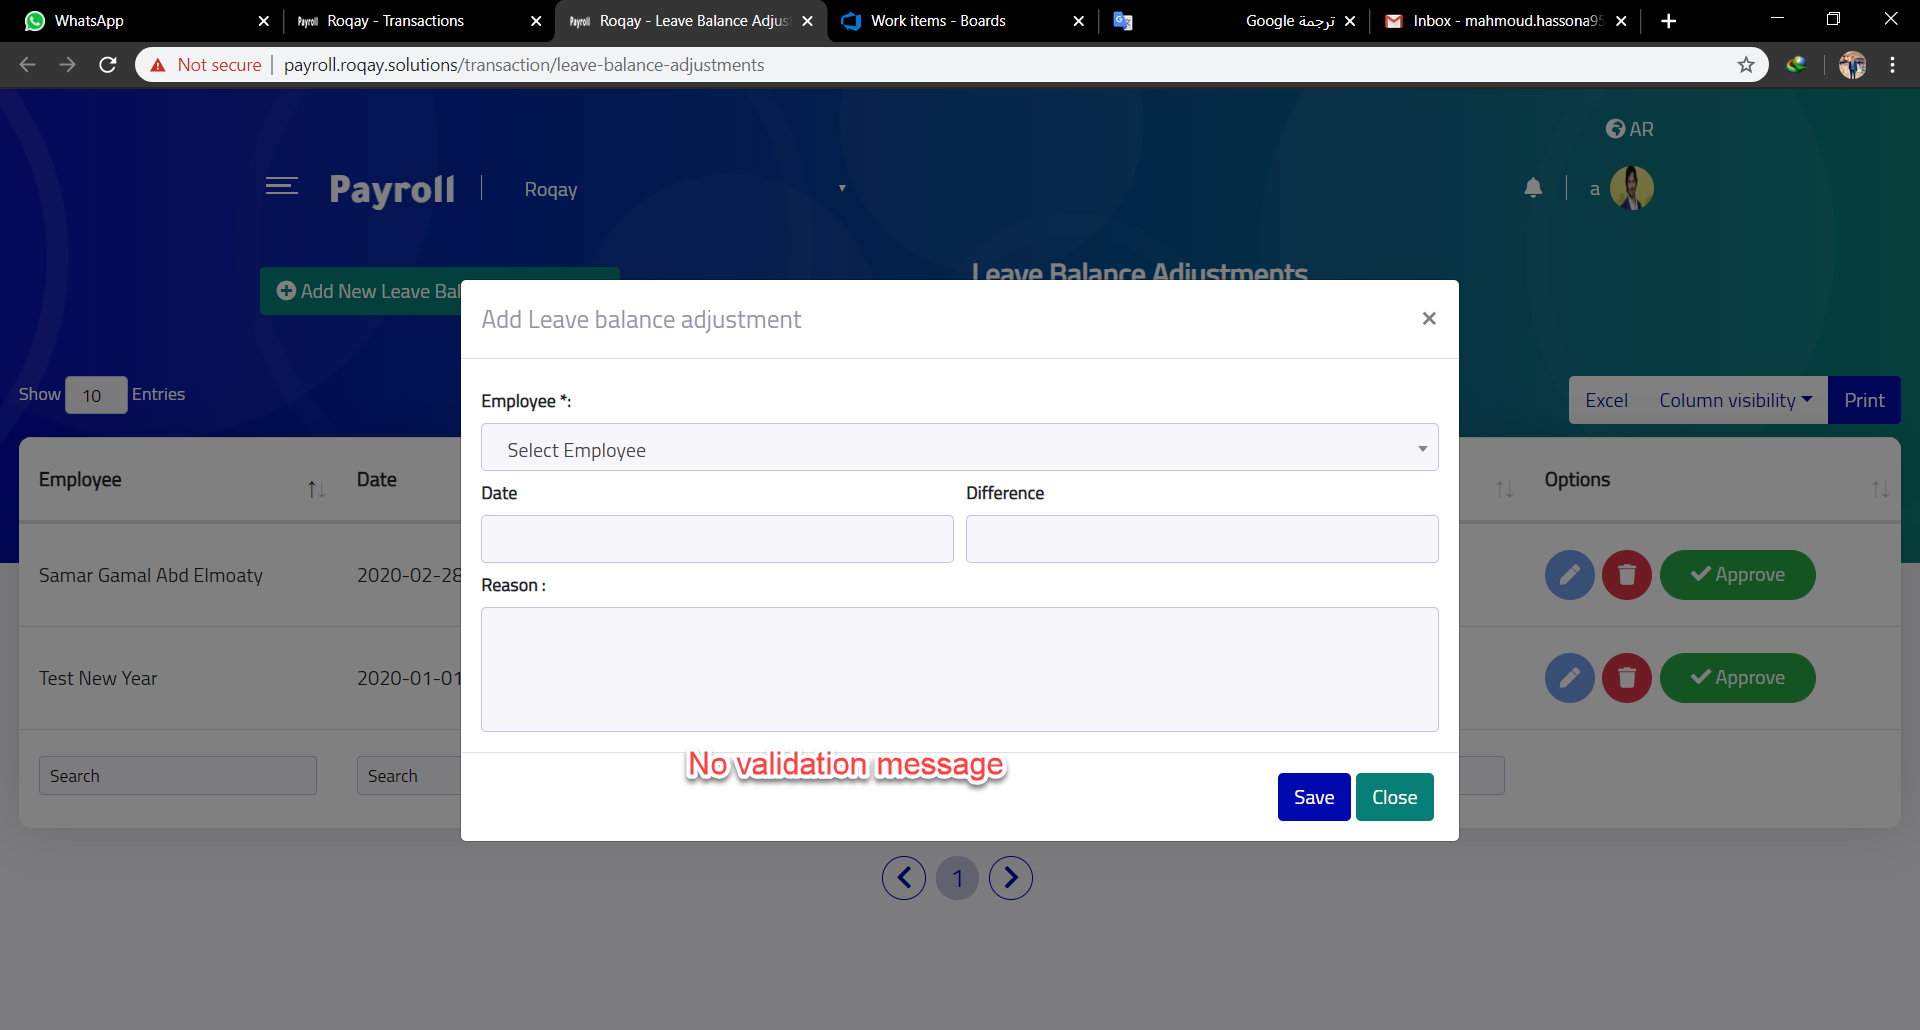 WhatsApp
Payroll Roqay - Transactions
Payroll Roqay - Leave Balance Adjus
Work items - Boards
ترجمة Google
Inbox - mahmoud.hassona95
Not secure | payroll.roqay.solutions/transaction/leave-balance-adjustments
AR
Payroll
Roqay
a
Add New Leave Bal
Leave Balance Adjustments
Add Leave balance adjustment
×
Show 10 Entries
Excel
Column visibility
Print
Employee
Date
Options
Employee *:
Select Employee
Date
Difference
Reason :
Samar Gamal Abd Elmoaty
2020-02-28
Approve
Test New Year
2020-01-01
Approve
Search
Search
No validation message
Save
Close
1